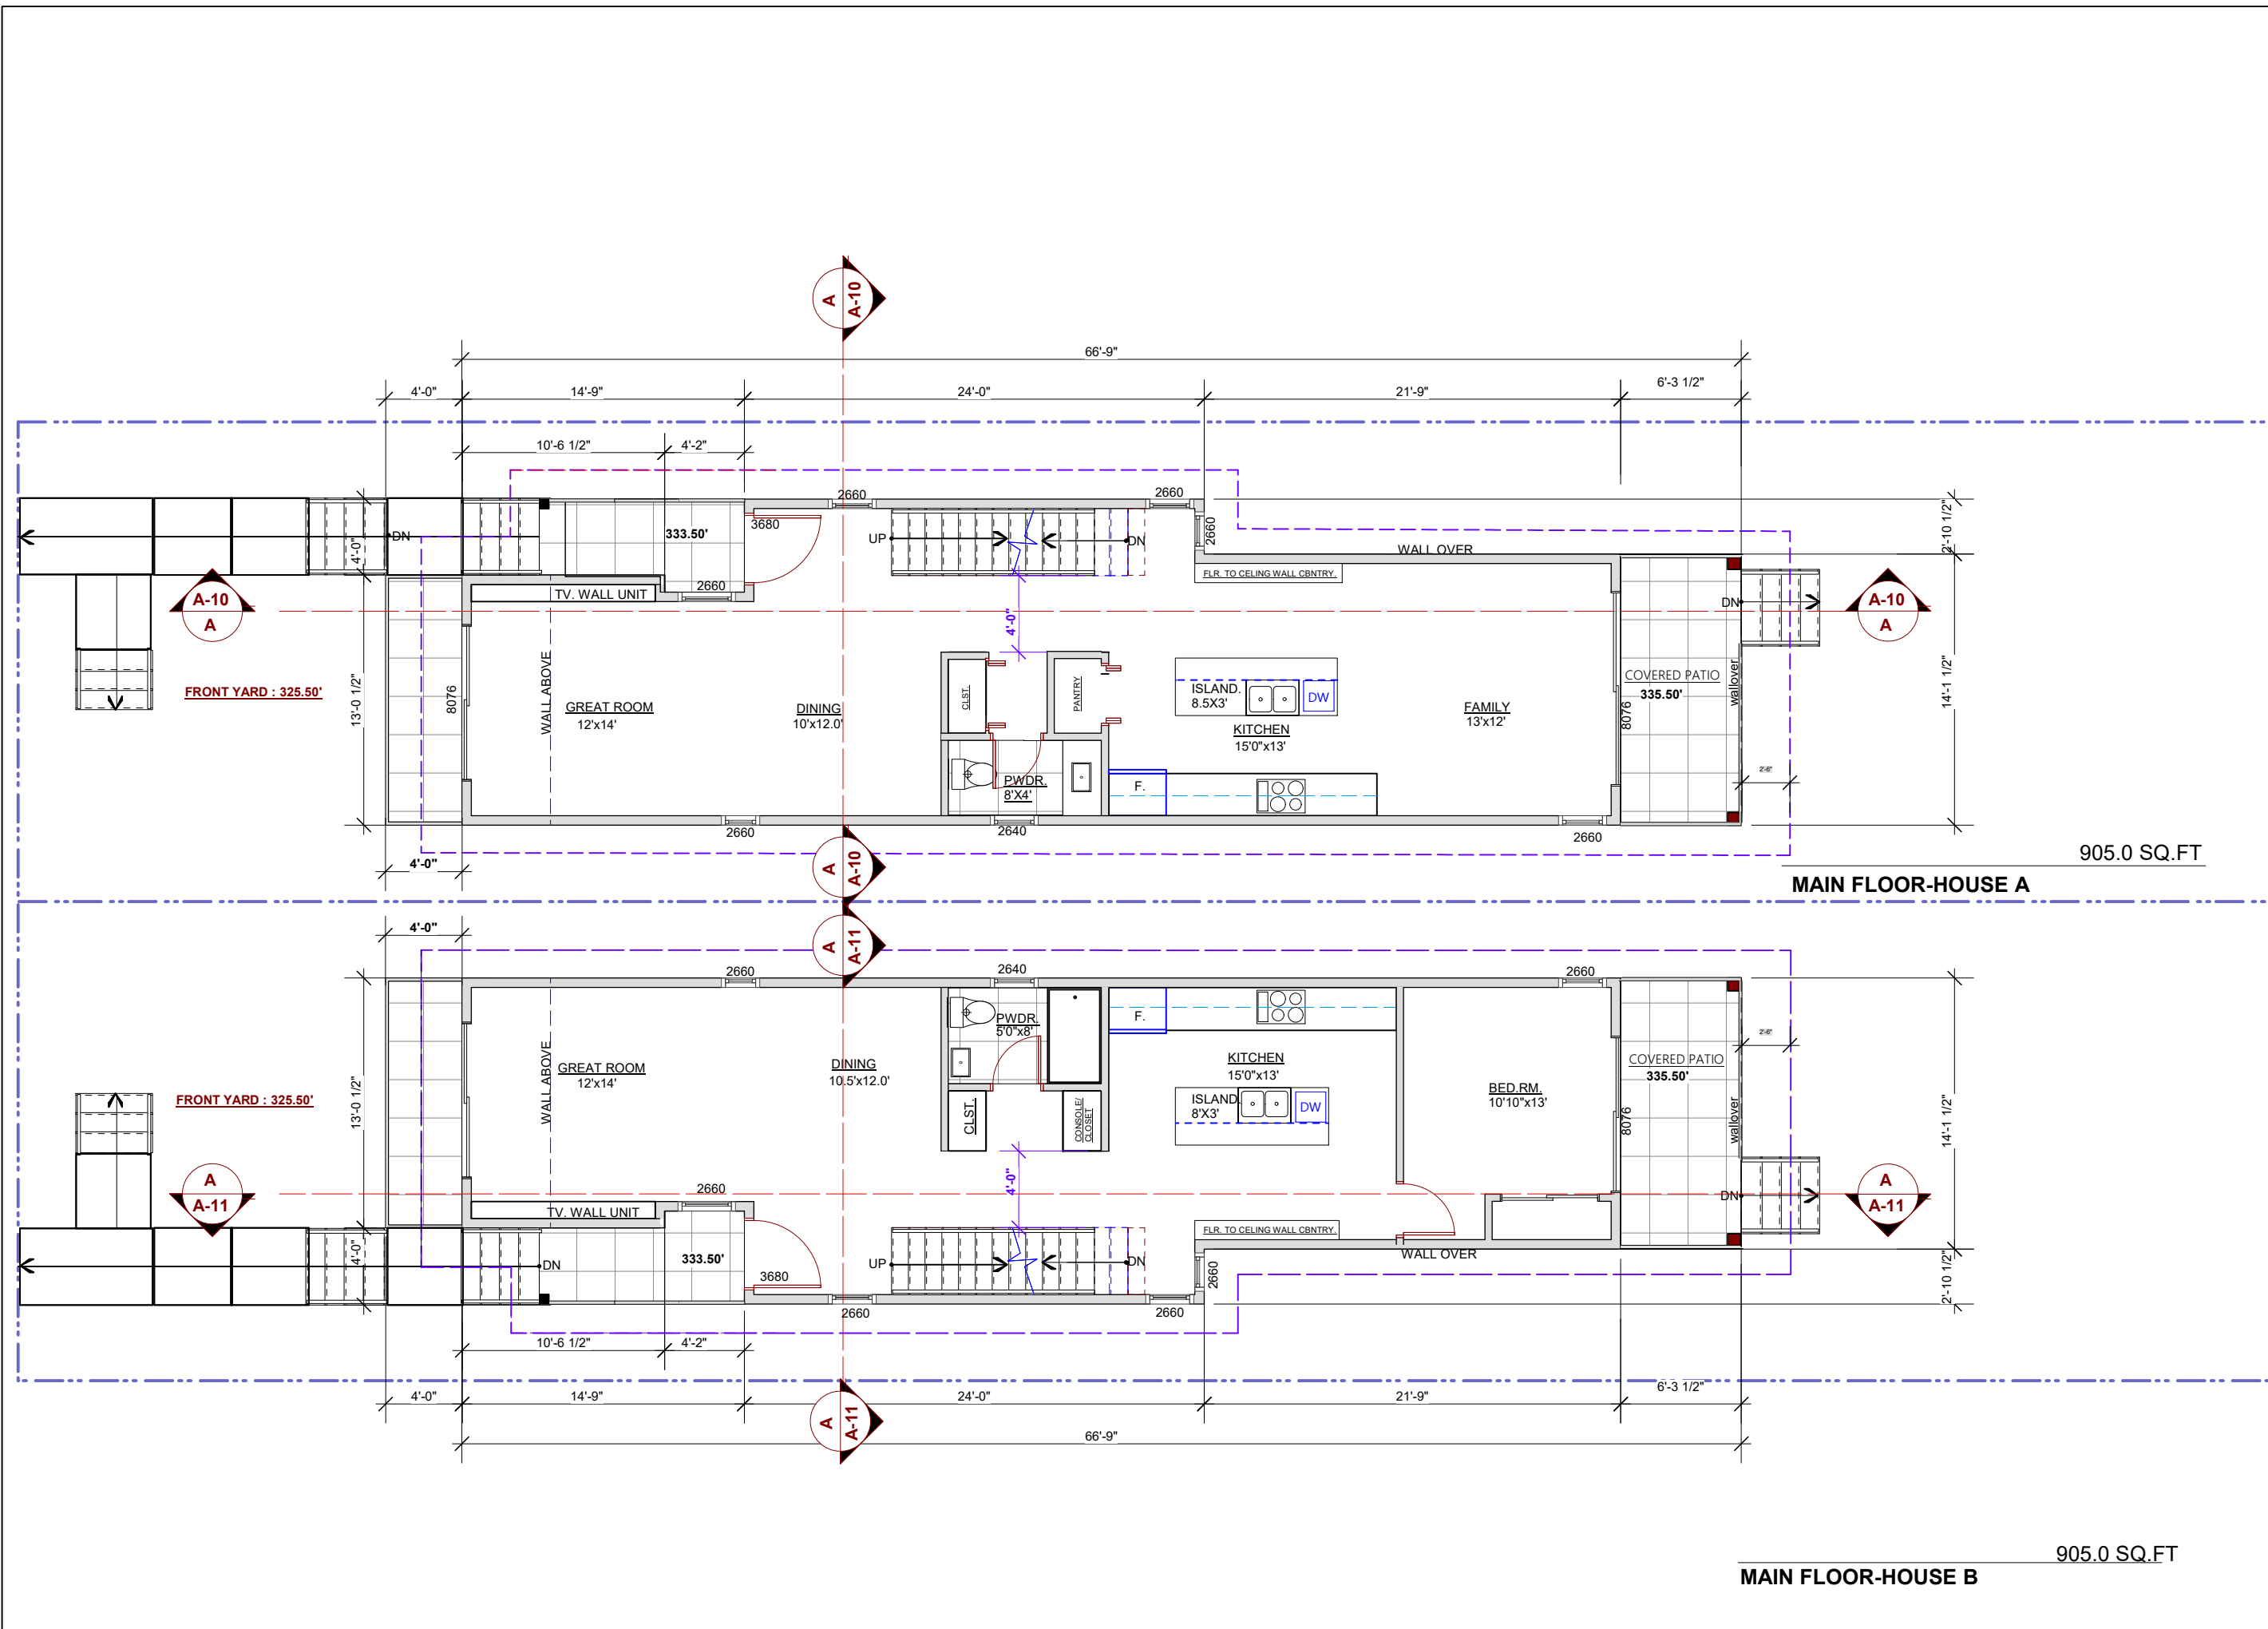 A
A-10
66'-9"
4'-0"
14'-9"
24'-0"
21'-9"
6'-3 1/2"
10'-6 1/2"
4'-2"
2660
2660
3680
333.50'
DN
4'-0"
UP
DN
2660
WALL OVER
2'-10 1/2"
FLR. TO CELING WALL CBNTRY.
TV. WALL UNIT
2660
A-10
A
DN
A-10
A
4'-0"
FRONT YARD : 325.50'
13'-0 1/2"
8076
WALL ABOVE
GREAT ROOM
12'x14'
DINING
10'x12.0'
CLST.
PANTRY
ISLAND.
8.5X3'
DW
KITCHEN
15'0"x13'
FAMILY
13'x12'
8076
COVERED PATIO
335.50'
wallover
14'-1 1/2"
PWDR.
8'X4'
F.
2'-6"
2660
2640
2660
4'-0"
A
A-10
905.0 SQ.FT
MAIN FLOOR-HOUSE A
4'-0"
A
A-11
2660
2640
2660
PWDR.
5'0"x8'
F.
2'-6"
GREAT ROOM
12'x14'
DINING
10.5'x12.0'
KITCHEN
15'0"x13'
COVERED PATIO
335.50'
FRONT YARD : 325.50'
13'-0 1/2"
WALL ABOVE
CLST.
CONSOLE/
CLOSET
ISLAND
8'X3'
DW
BED.RM.
10'10"x13'
8076
wallover
14'-1 1/2"
4'-0"
A
A-11
2660
TV. WALL UNIT
DN
A
A-11
FLR. TO CELING WALL CBNTRY.
WALL OVER
4'-0"
DN
333.50'
3680
UP
DN
2660
2'-10 1/2"
2660
2660
10'-6 1/2"
4'-2"
4'-0"
14'-9"
24'-0"
21'-9"
6'-3 1/2"
A
A-11
66'-9"
905.0 SQ.FT
MAIN FLOOR-HOUSE B